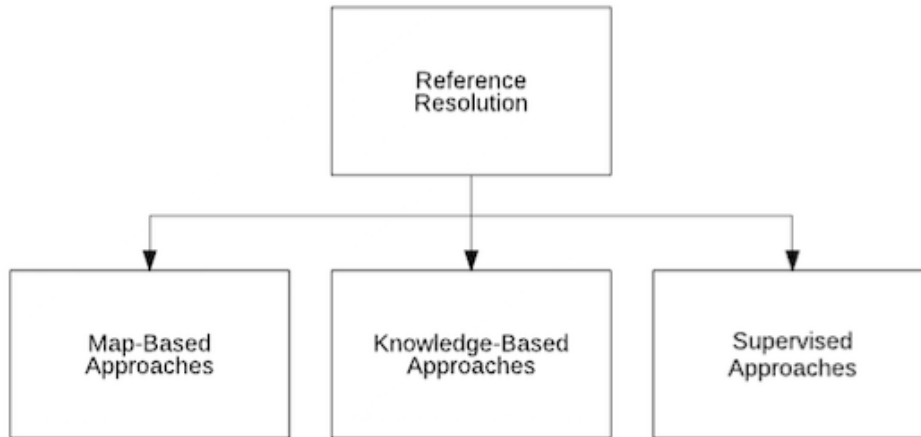 Reference
Resolution
Map-Based
Approaches
Knowledge-Based
Approaches
Supervised
Approaches